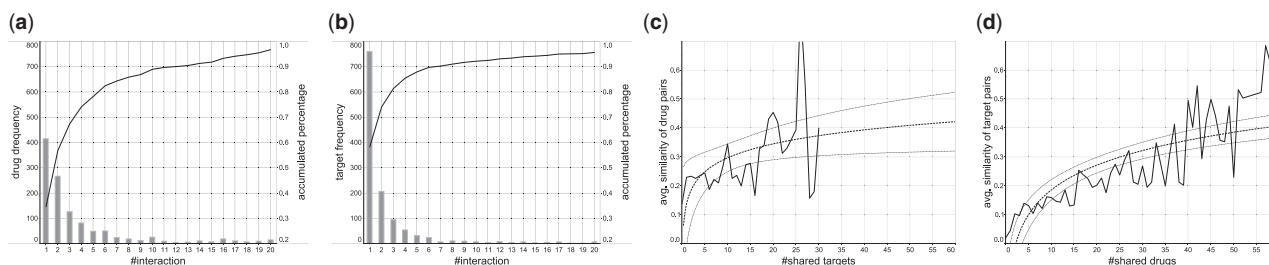 (a)
800
700
600
500
400
300
200
100
0
drug drequency
1.0
0.9
0.8
0.7
0.6
0.5
0.4
0.3
0.2
accumulated percentage
1 2 3 4 5 6 7 8 9 10 11 12 13 14 15 16 17 18 19 20
#interaction
(b)
800
700
600
500
400
300
200
100
0
target frequency
1.0
0.9
0.8
0.7
0.6
0.5
0.4
0.3
0.2
accumulated percentage
1 2 3 4 5 6 7 8 9 10 11 12 13 14 15 16 17 18 19 20
#interaction
(c)
0,6
0.5
0.4
0.3
0.2
0.1
0.0
avg. similarity of drug pairs
5 10 15 20 25 30 35 40 45 50 55 60
#shared targets
(d)
0,6
0.5
0.4
0.3
0.2
0.1
0.0
avg. similarity of target pairs
5 10 15 20 25 30 35 40 45 50 55
#shared drugs